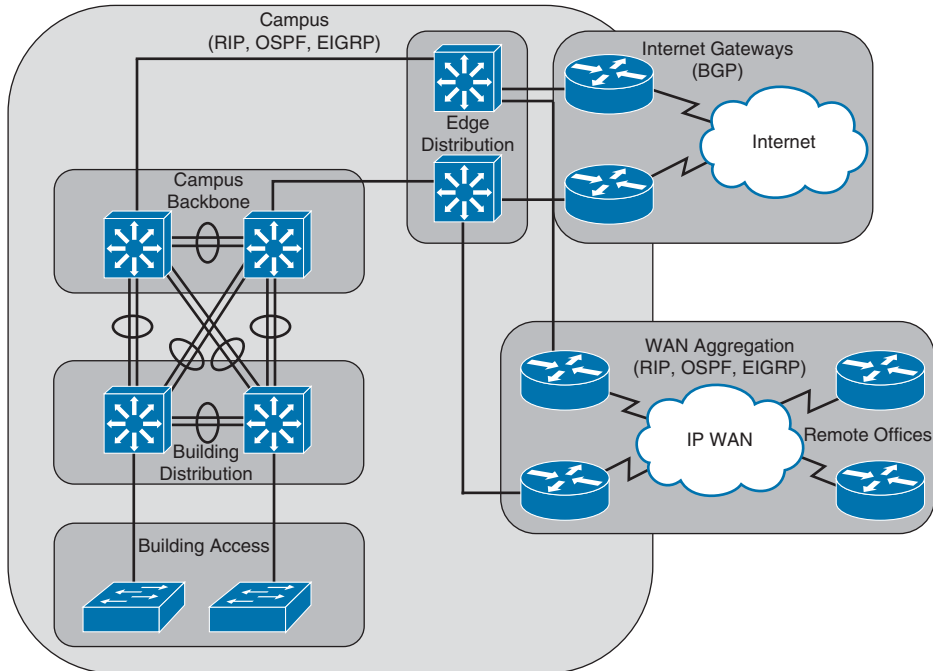 Campus
(RIP, OSPF, EIGRP)
Internet Gateways
(BGP)
Edge
Distribution
Internet
Campus
Backbone
WAN Aggregation
(RIP, OSPF, EIGRP)
IP WAN
Remote Offices
Building
Distribution
Building Access